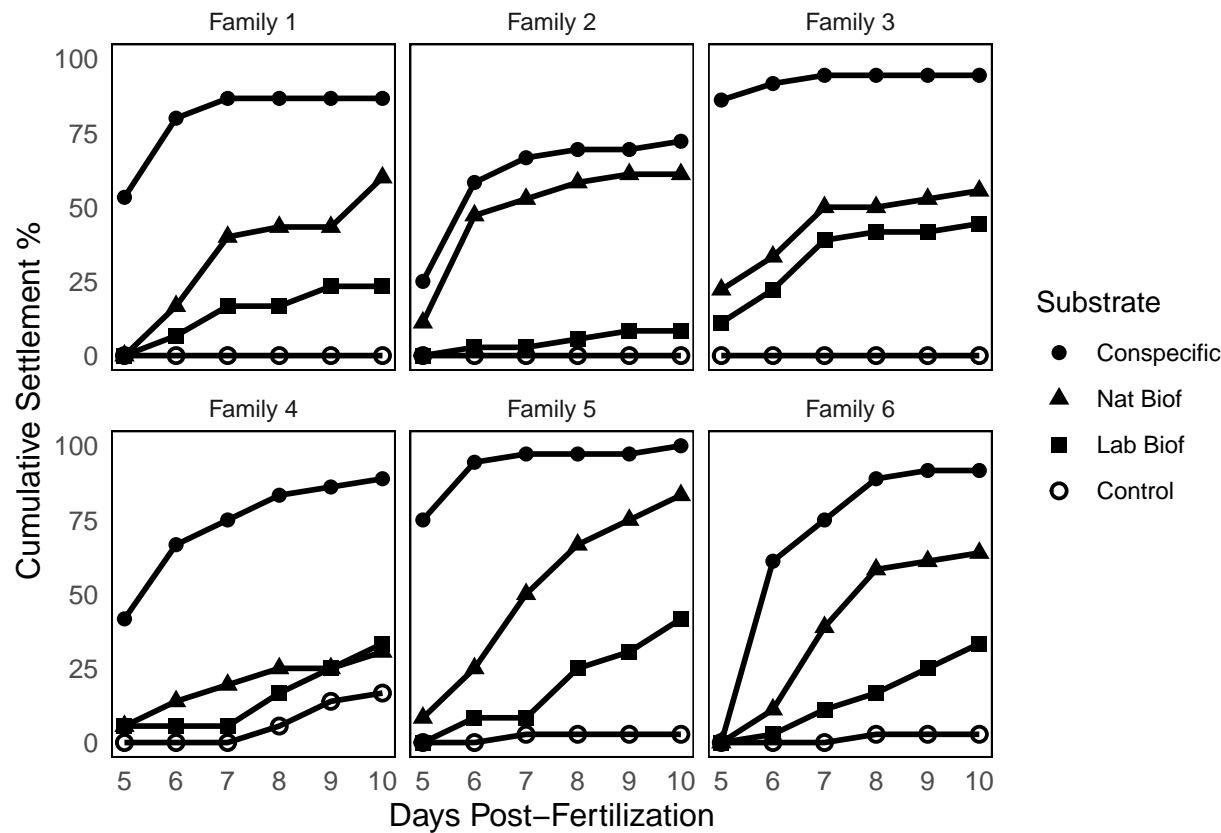 Family 1
Family 2
Family 3
100
75
50
25
0
Family 4
Family 5
Family 6
100
75
50
25
0
5 6 7 8 9 10
5 6 7 8 9 10
5 6 7 8 9 10
Days Post−Fertilization
Cumulative Settlement %
Substrate
Conspecific
Nat Biof
Lab Biof
Control